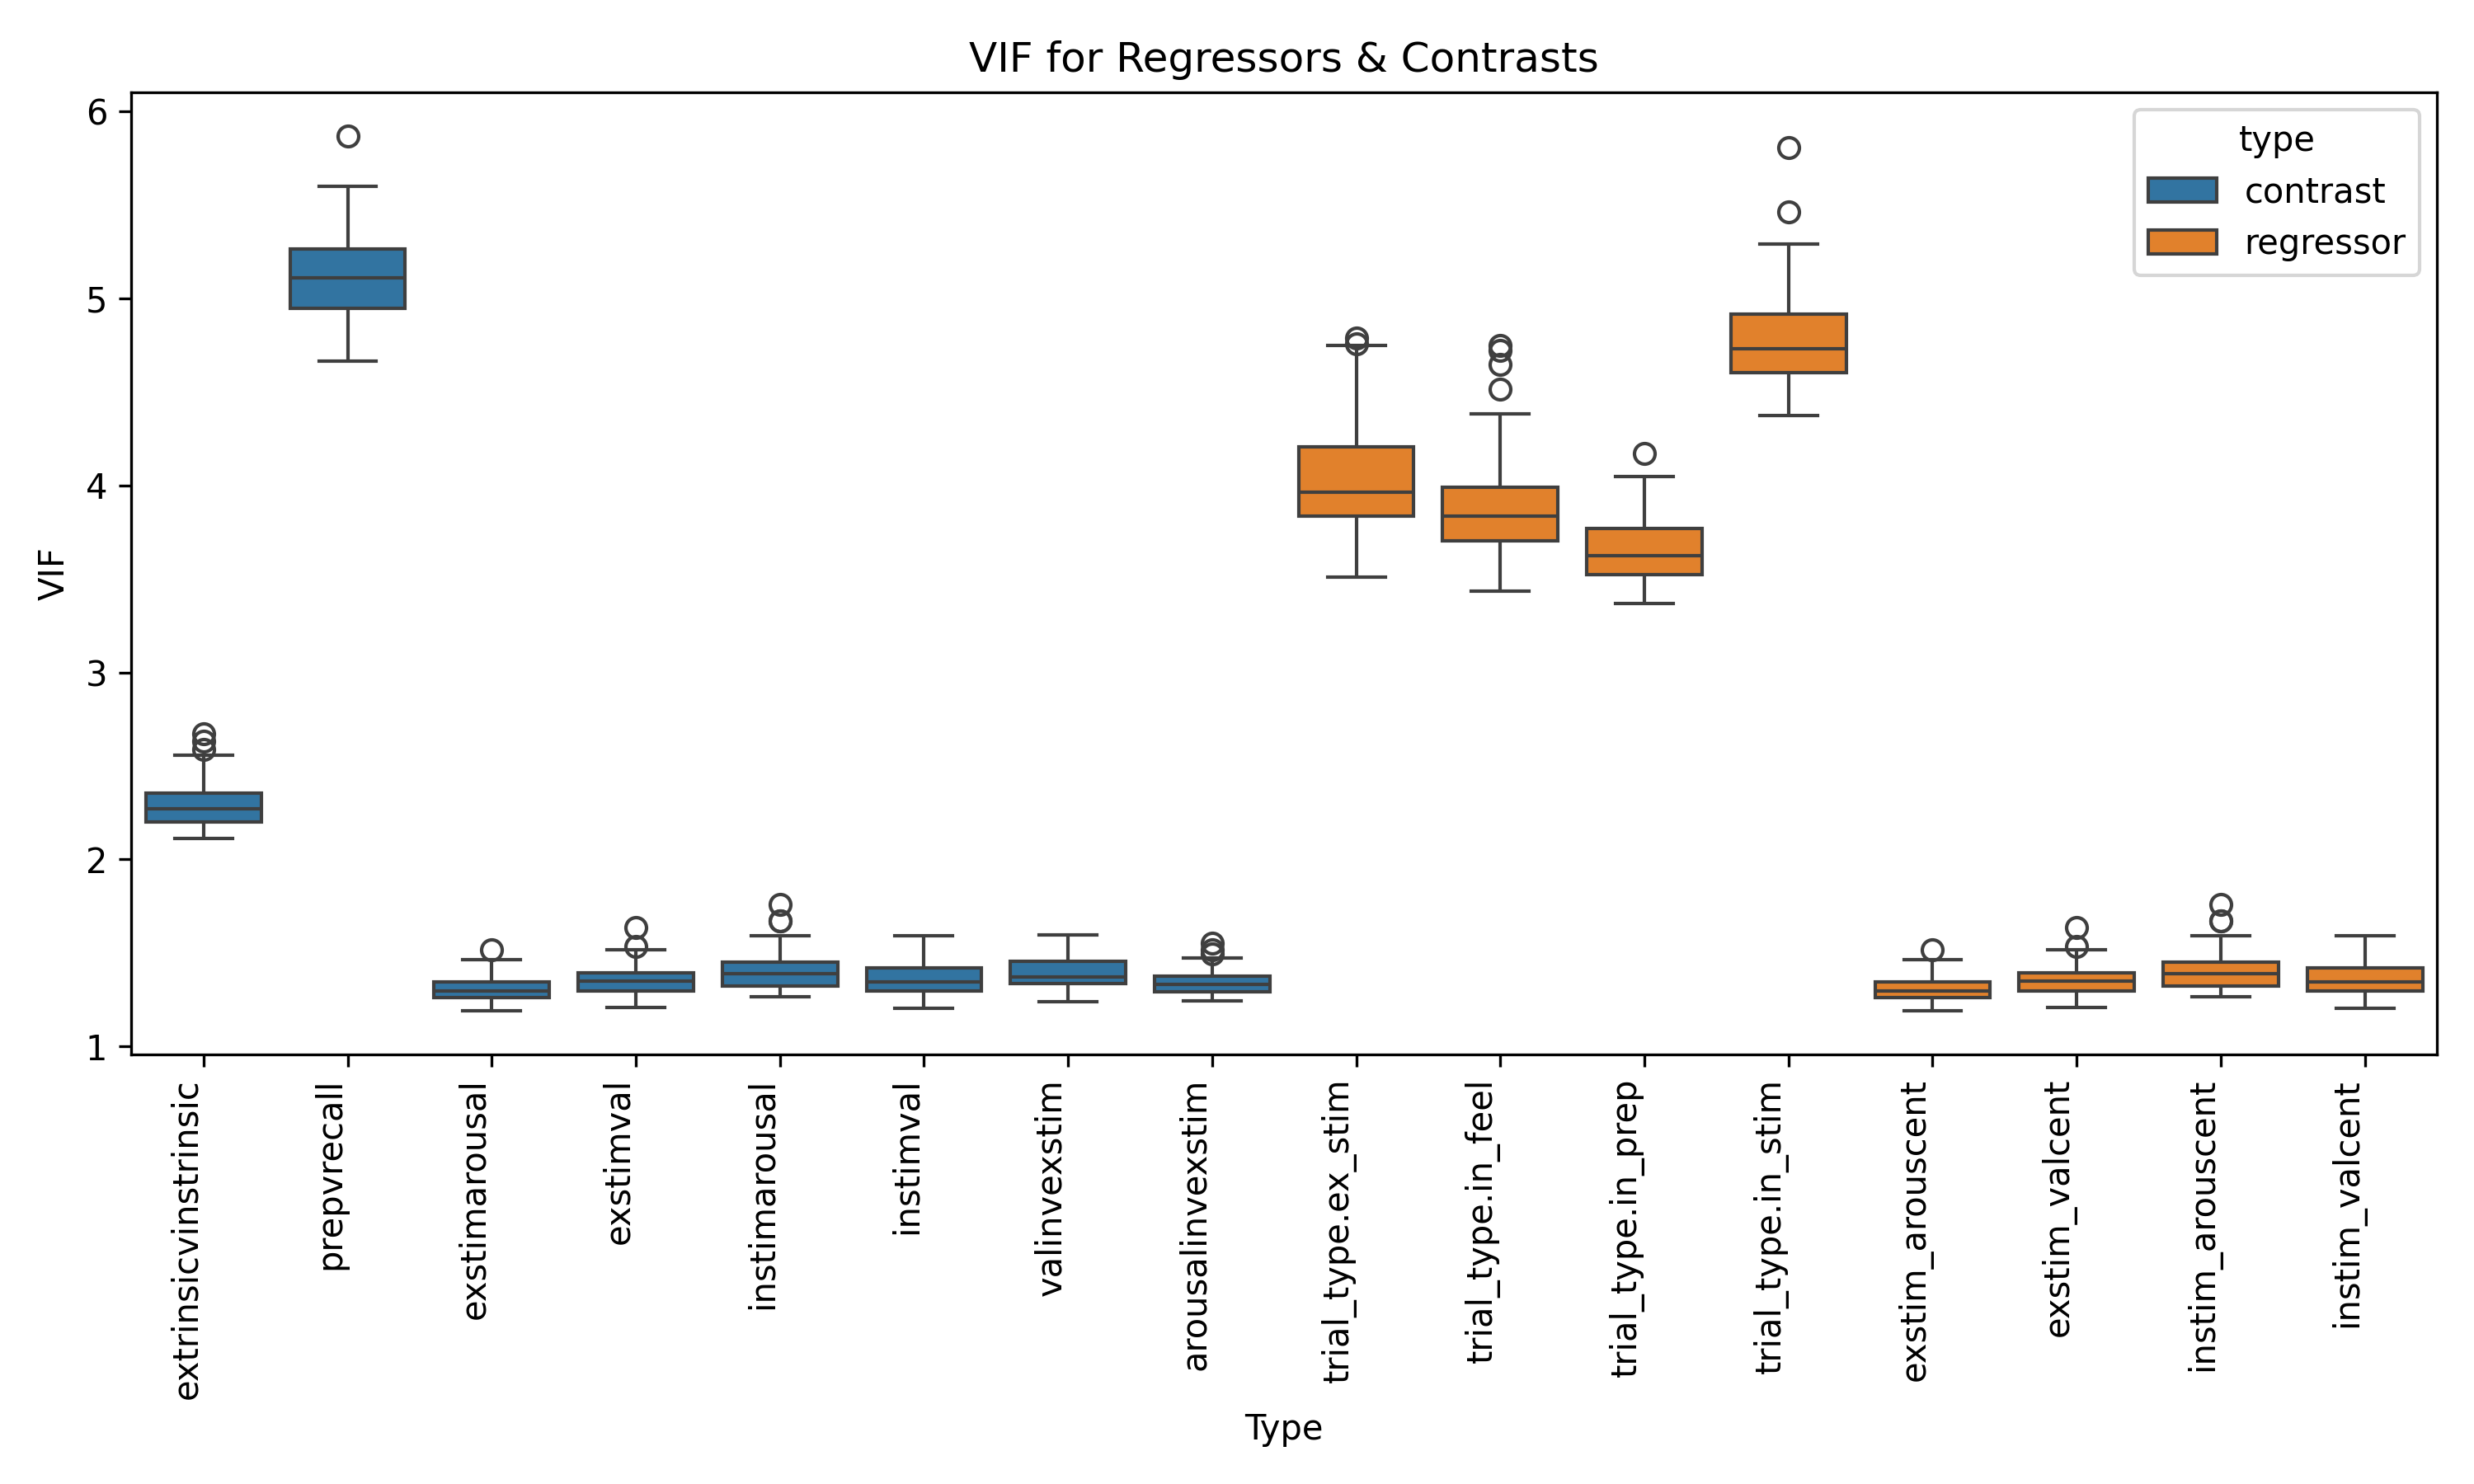 VIF for Regressors & Contrasts
type
contrast
regressor
VIF
6
5
4
3
2
1
extrinsicvinstrinsic
prepvrecall
exstimarousal
exstimval
instimarousal
instimval
valinvexstim
arousalinvexstim
trial_type.ex_stim
trial_type.in_feel
trial_type.in_prep
trial_type.in_stim
exstim_arouscent
exstim_valcent
instim_arouscent
instim_valcent
Type